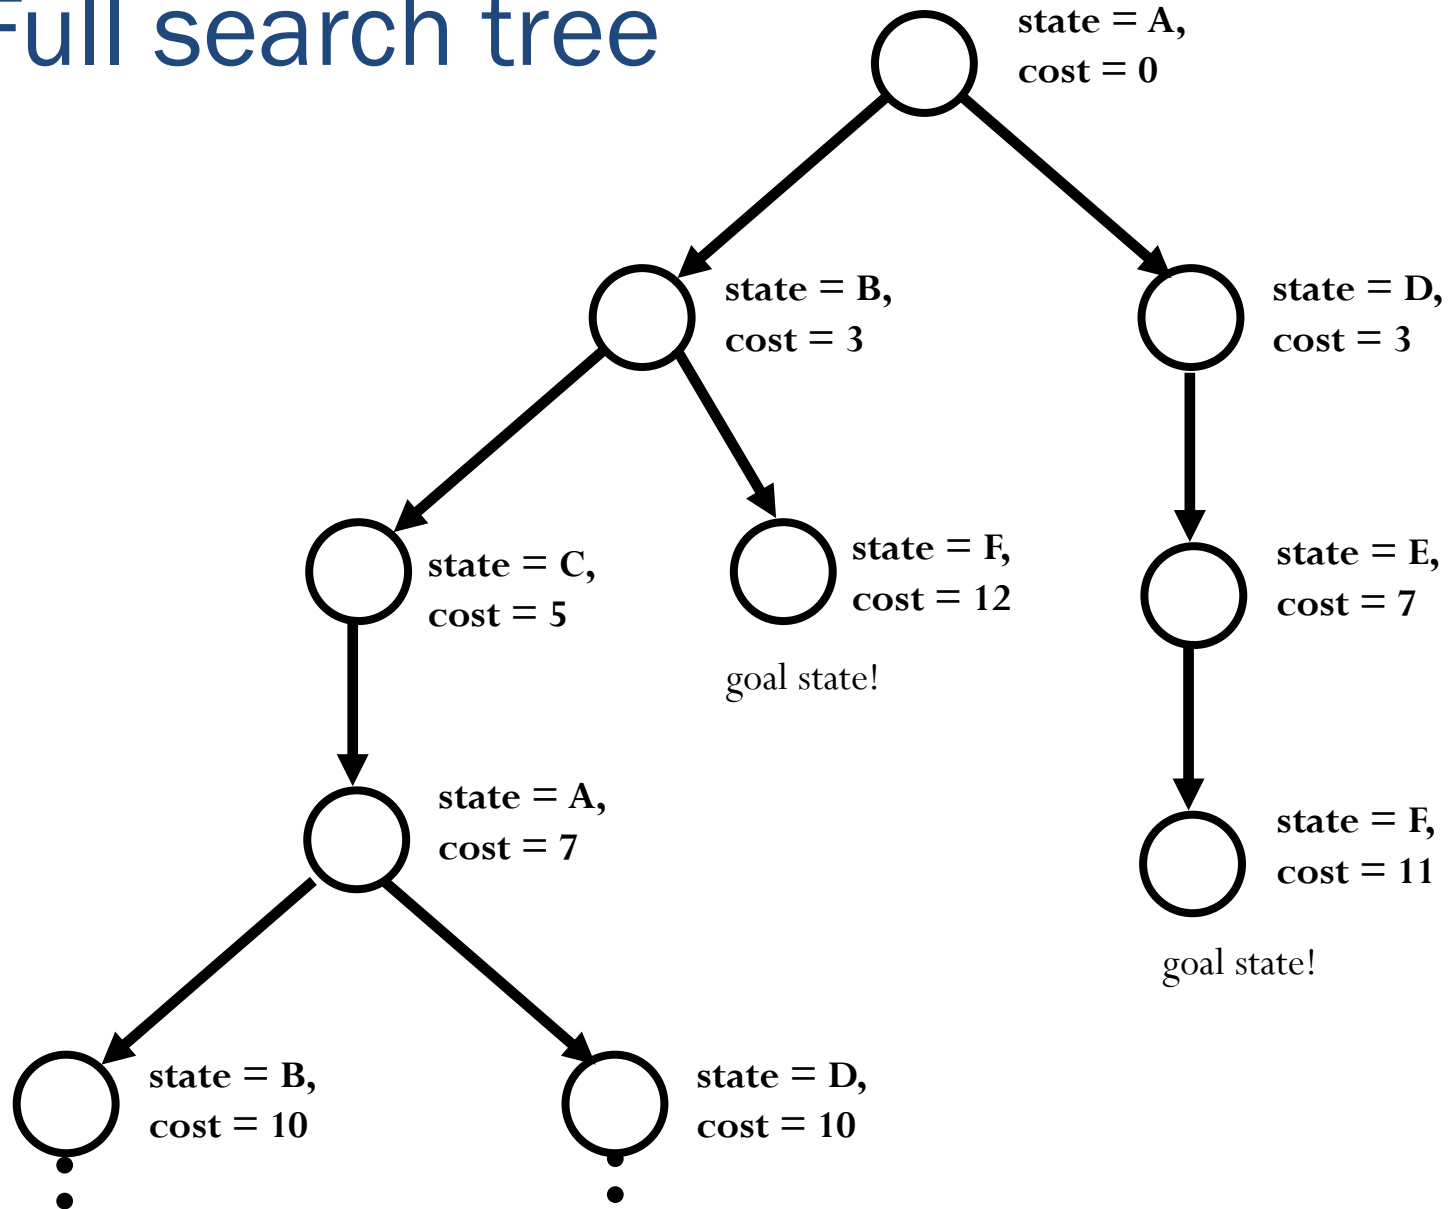 Full search tree
state = A,
cost = 0
state = B,
cost = 3
state = D,
cost = 3
state = C,
cost = 5
state = F,
cost = 12
goal state!
state = E,
cost = 7
state = A,
cost = 7
state = F,
cost = 11
goal state!
state = B,
cost = 10
state = D,
cost = 10